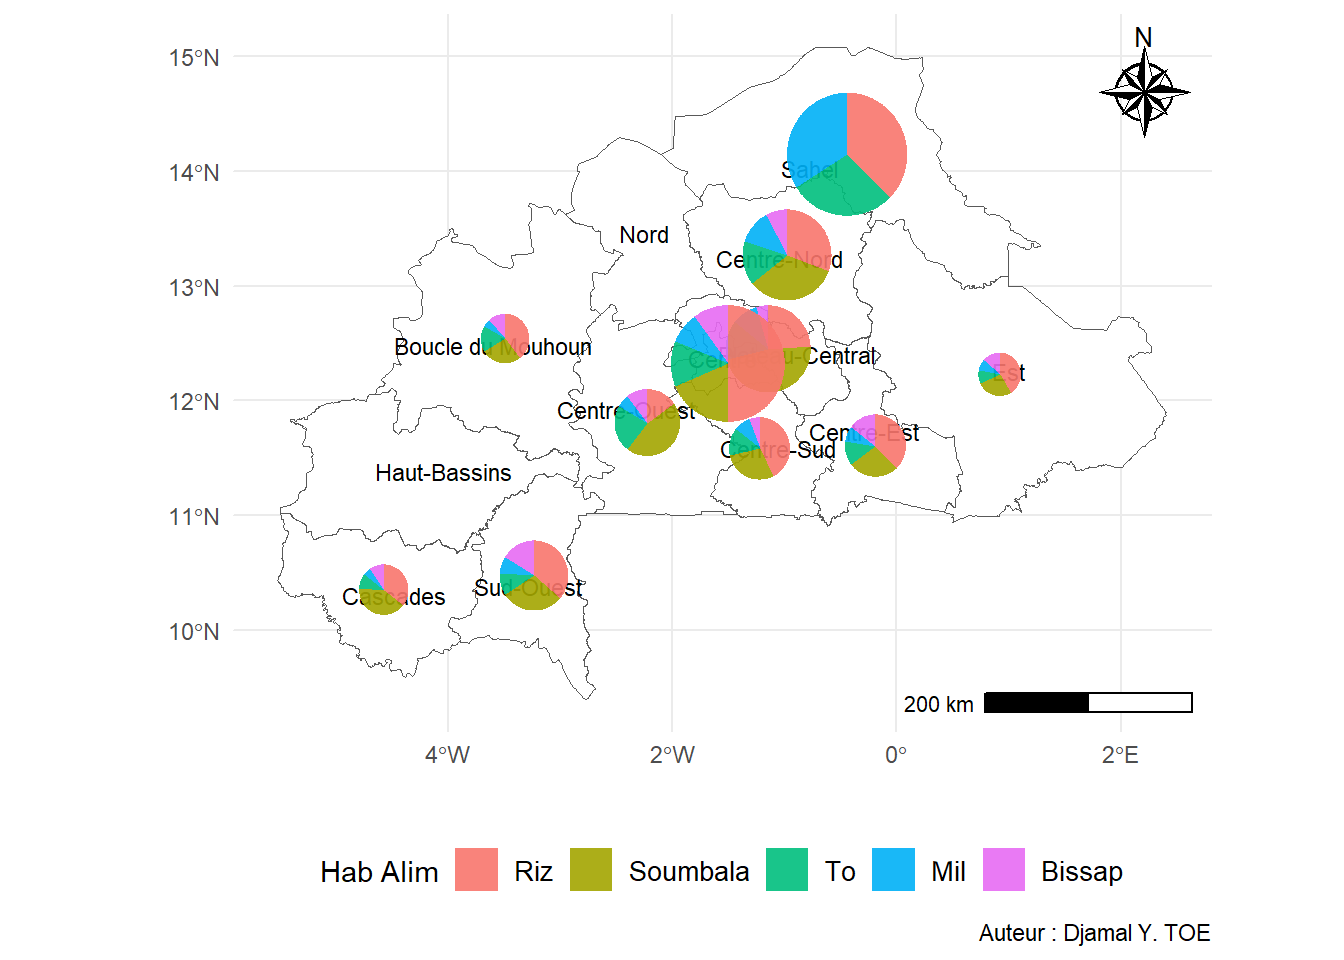 N
15°N
14°N
13°N
12°N
11°N
10°N
Sahel
Nord
Centre-Nord
Boucle du Mouhoun
-Central
Est
Centre-Ouest
Centre-Est
Centre-Sud
Haut-Bassins
Cascades
Sud-Ouest
200 km
4°W
2°W
0°
2°E
Hab Alim Riz Soumbala To Mil Bissap
Auteur : Djamal Y. TOE